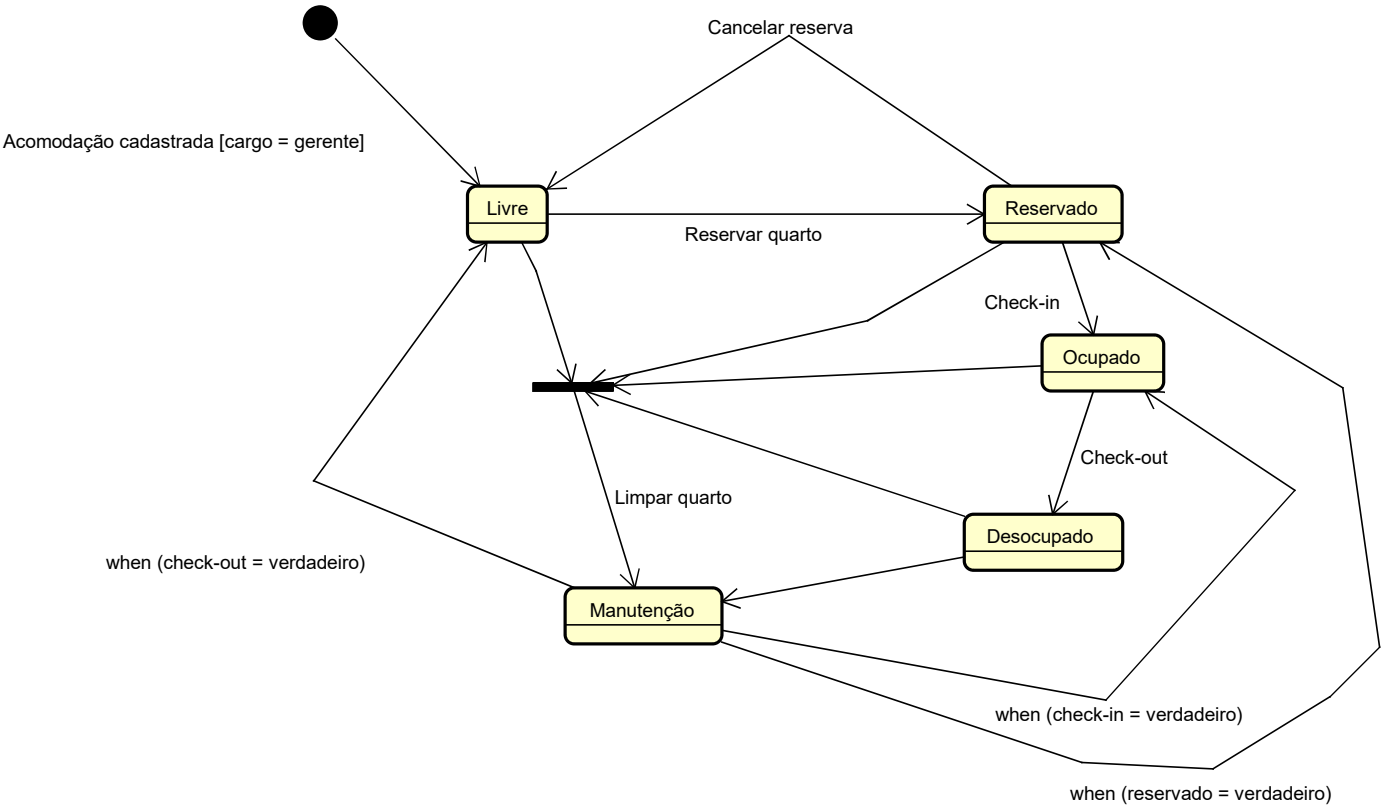 Cancelar reserva
Acomodação cadastrada [cargo = gerente]
Livre
Reservado
Reservar quarto
Check-in
Ocupado
Check-out
Limpar quarto
Desocupado
when (check-out = verdadeiro)
Manutenção
when (check-in = verdadeiro)
when (reservado = verdadeiro)